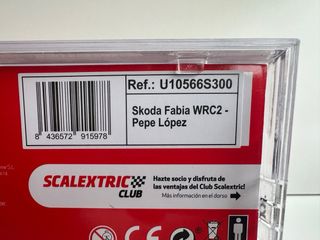 Ref.: U10566S300
Skoda Fabia WRC2 -
Pepe López
8 436572 915978
SCALEXTRIC
CLUB
Hazte socio y disfruta de
las ventajas del Club Scalextric!
Más información en el dorso